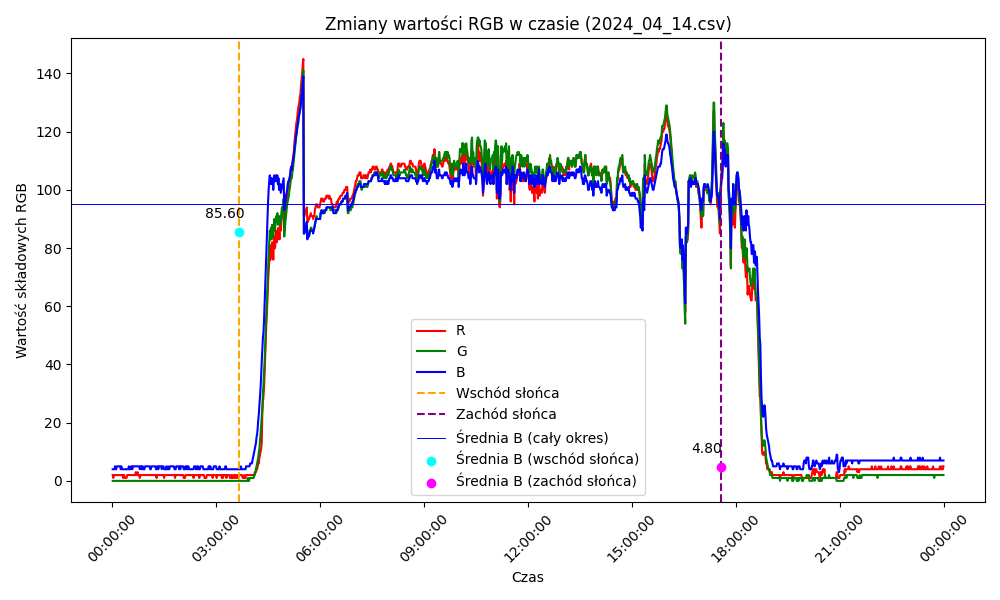 Zmiany wartości RGB w czasie (2024_04_14.csv)
Wartość składowych RGB
140
120
100
80
60
40
20
0
85.60
4.80
R
G
B
Wschód słońca
Zachód słońca
Średnia B (cały okres)
Średnia B (wschód słońca)
Średnia B (zachód słońca)
00:00:00
03:00:00
06:00:00
09:00:00
12:00:00
15:00:00
18:00:00
21:00:00
00:00:00
Czas